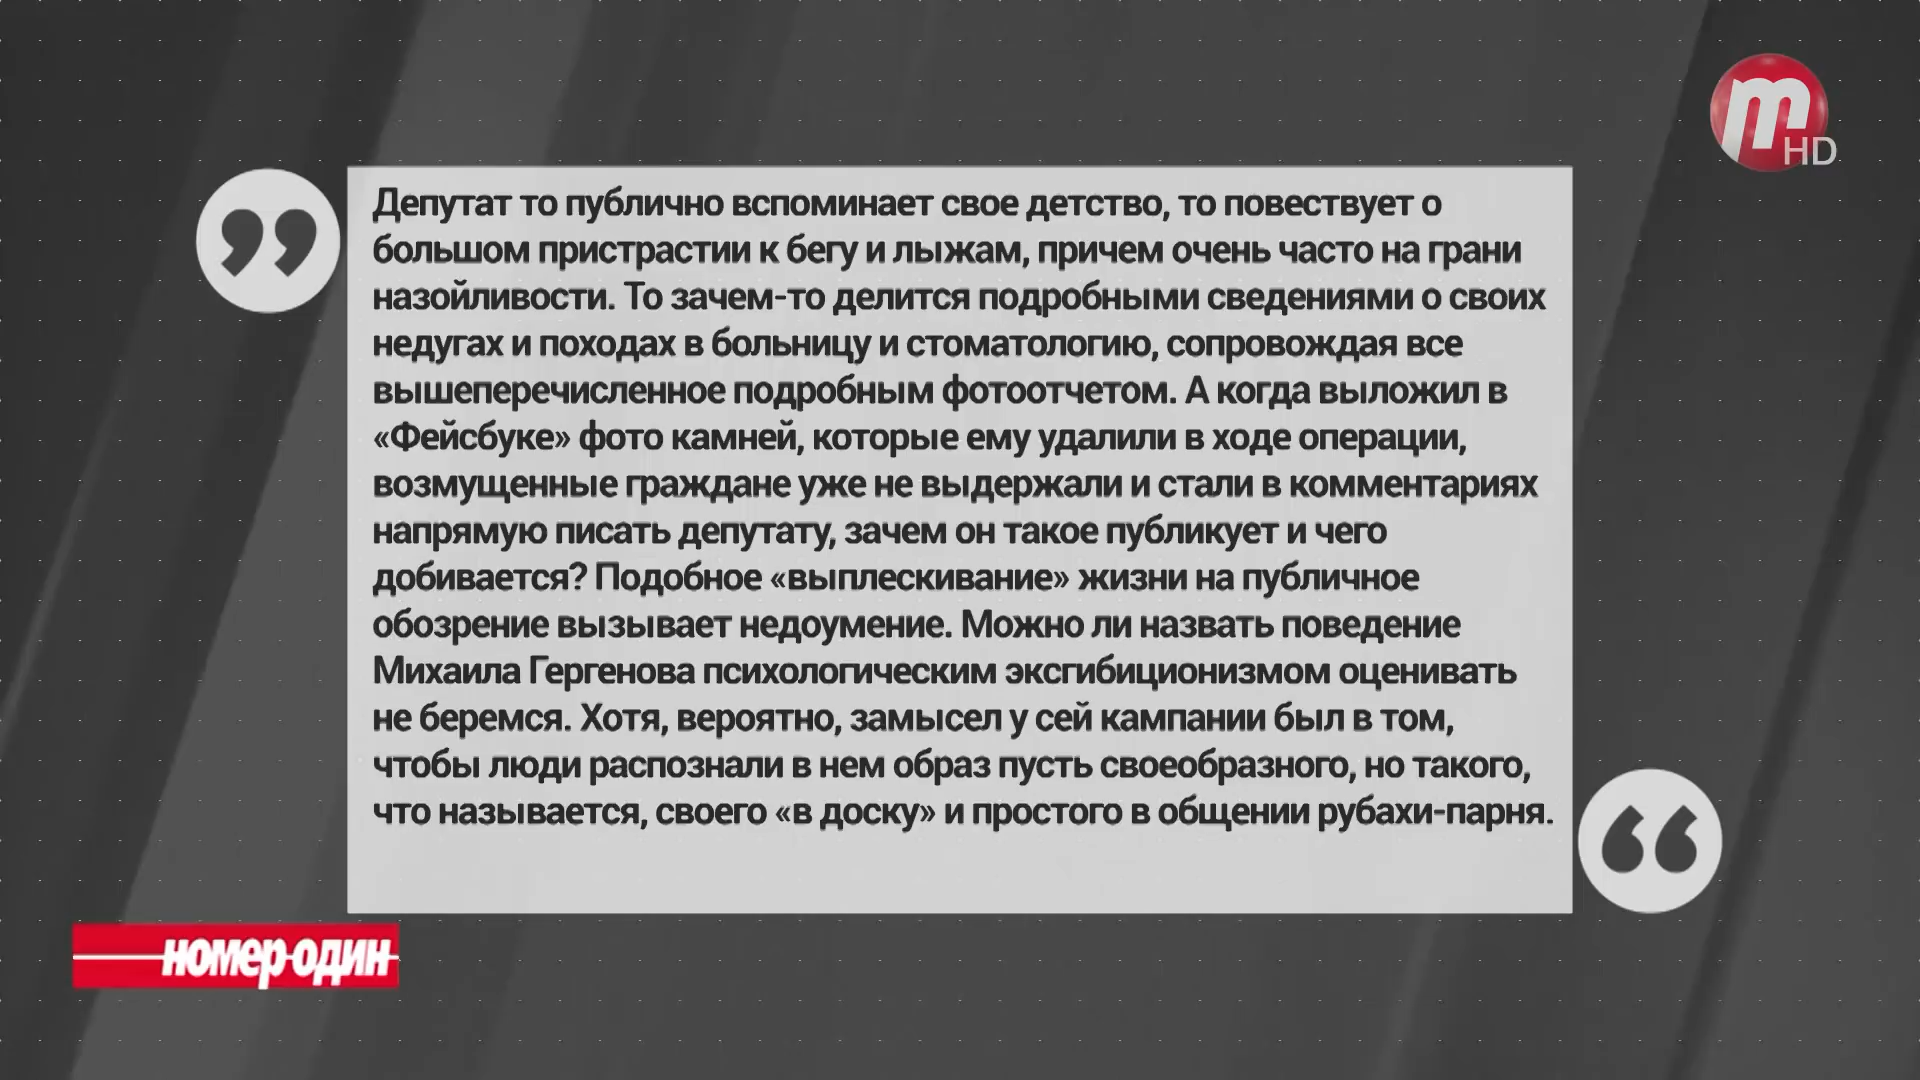 m HD
Депутат то публично вспоминает свое детство, то повествует о
большом пристрастии к бегу и лыжам, причем очень часто на грани
назойливости. То зачем-то делится подробными сведениями о своих
недугах и походах в больницу и стоматологию, сопровождая все
вышеперечисленное подробным фотоотчетом. А когда выложил в
«Фейсбуке» фото камней, которые ему удалили в ходе операции,
возмущенные граждане уже не выдержали и стали в комментариях
напрямую писать депутату, зачем он такое публикует и чего
добивается? Подобное «выплескивание» жизни на публичное
обозрение вызывает недоумение. Можно ли назвать поведение
Михаила Гергенова психологическим эксгибиционизмом оценивать
не беремся. Хотя, вероятно, замысел у сей кампании был в том,
чтобы люди распознали в нем образ пусть своеобразного, но такого,
что называется, своего «в доску» и простого в общении рубахи-парня.
номер-один